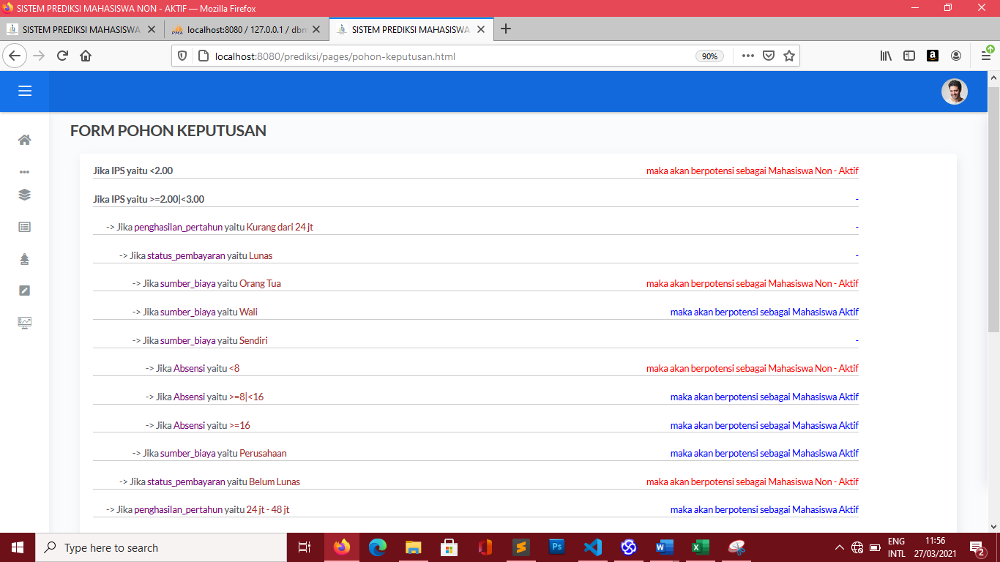 SISTEM PREDIKSI MAHASISWA NON - AKTIF — Mozilla Firefox
SISTEM PREDIKSI MAHASISWA
PMA localhost:8080 / 127.0.0.1 / dbm
SISTEM PREDIKSI MAHASISWA
localhost:8080/prediksi/pages/pohon-keputusan.html 90%
FORM POHON KEPUTUSAN
Jika IPS yaitu <2.00 maka akan berpotensi sebagai Mahasiswa Non - Aktif
Jika IPS yaitu >=2.00|<3.00 -
-> Jika penghasilan_pertahun yaitu Kurang dari 24 jt -
-> Jika status_pembayaran yaitu Lunas -
-> Jika sumber_biaya yaitu Orang Tua maka akan berpotensi sebagai Mahasiswa Non - Aktif
-> Jika sumber_biaya yaitu Wali maka akan berpotensi sebagai Mahasiswa Aktif
-> Jika sumber_biaya yaitu Sendiri -
-> Jika Absensi yaitu <8 maka akan berpotensi sebagai Mahasiswa Non - Aktif
-> Jika Absensi yaitu >=8|<16 maka akan berpotensi sebagai Mahasiswa Aktif
-> Jika Absensi yaitu >=16 maka akan berpotensi sebagai Mahasiswa Aktif
-> Jika sumber_biaya yaitu Perusahaan maka akan berpotensi sebagai Mahasiswa Aktif
-> Jika status_pembayaran yaitu Belum Lunas maka akan berpotensi sebagai Mahasiswa Non - Aktif
-> Jika penghasilan_pertahun yaitu 24 jt - 48 jt maka akan berpotensi sebagai Mahasiswa Aktif
Type here to search
Ps
ENG
INTL
11:56
27/03/2021
2